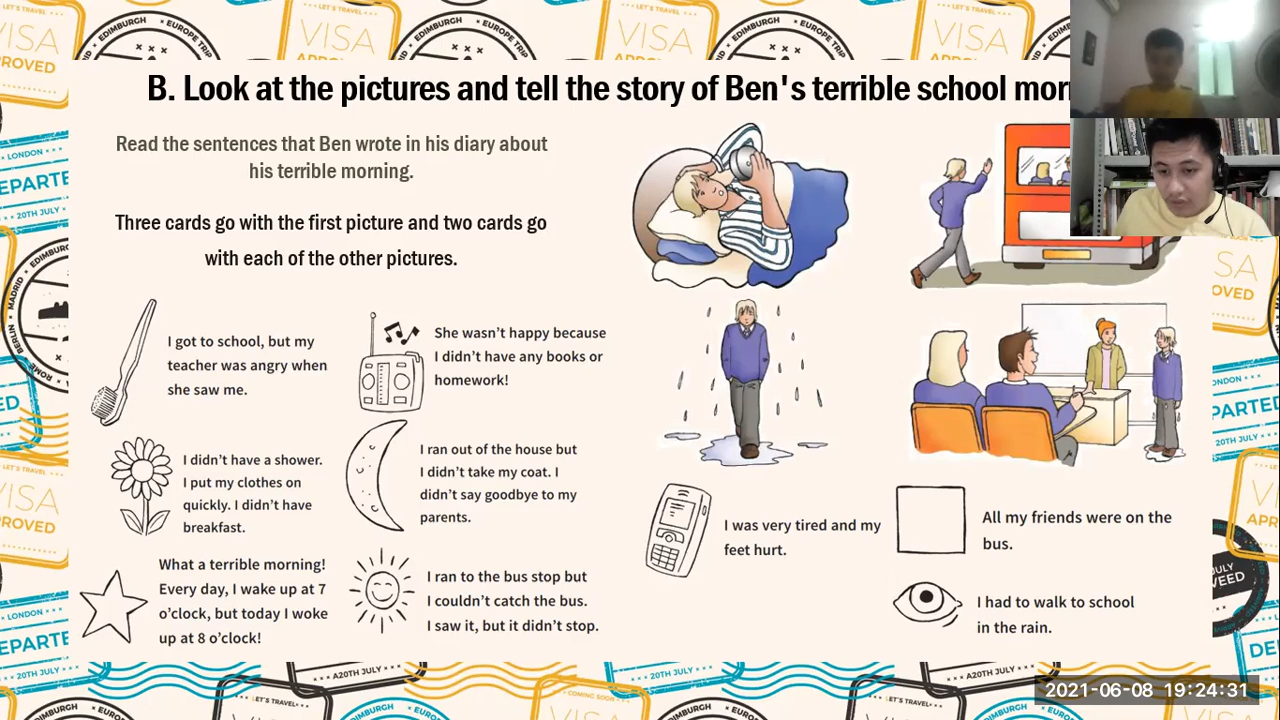 B. Look at the pictures and tell the story of Ben's terrible school mor
Read the sentences that Ben wrote in his diary about
his terrible morning.
Three cards go with the first picture and two cards go
with each of the other pictures.
I got to school, but my
teacher was angry when
she saw me.
She wasn't happy because
I didn't have any books or
homework!
I didn't have a shower.
I put my clothes on
quickly. I didn't have
breakfast.
I ran out of the house but
I didn't take my coat. I
didn't say goodbye to my
parents.
What a terrible morning!
Every day, I wake up at 7
o'clock, but today I woke
up at 8 o'clock!
I ran to the bus stop but
I couldn't catch the bus.
I saw it, but it didn't stop.
I was very tired and my
feet hurt.
All my friends were on the
bus.
I had to walk to school
in the rain.
2021-06-08 19:24:31